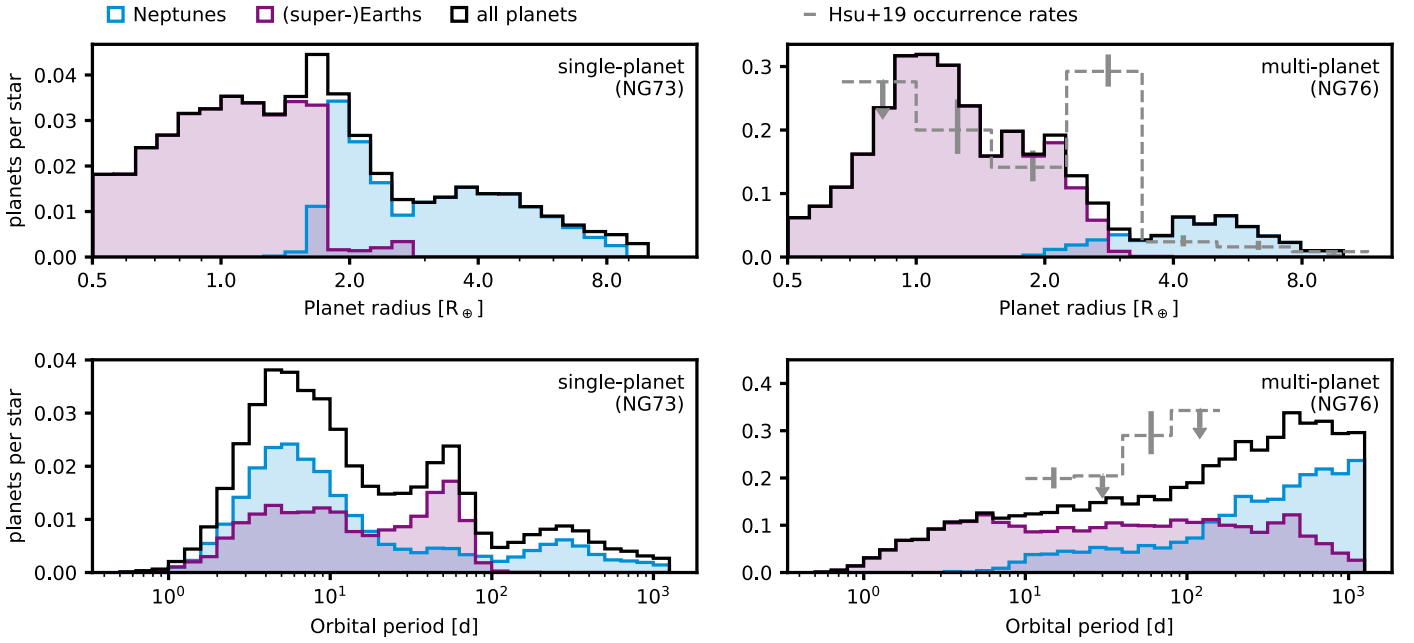 Neptunes (super-)Earths all planets Hsu+19 occurrence rates
single-planet
(NG73)
planets per star
0.04
0.03
0.02
0.01
0.00
0.5 1.0 2.0 4.0 8.0
Planet radius [R⊕]
multi-planet
(NG76)
0.3
0.2
0.1
0.0
0.5 1.0 2.0 4.0 8.0
Planet radius [R⊕]
single-planet
(NG73)
planets per star
0.04
0.03
0.02
0.01
0.00
10⁰ 10¹ 10² 10³
Orbital period [d]
multi-planet
(NG76)
0.4
0.3
0.2
0.1
0.0
10⁰ 10¹ 10² 10³
Orbital period [d]